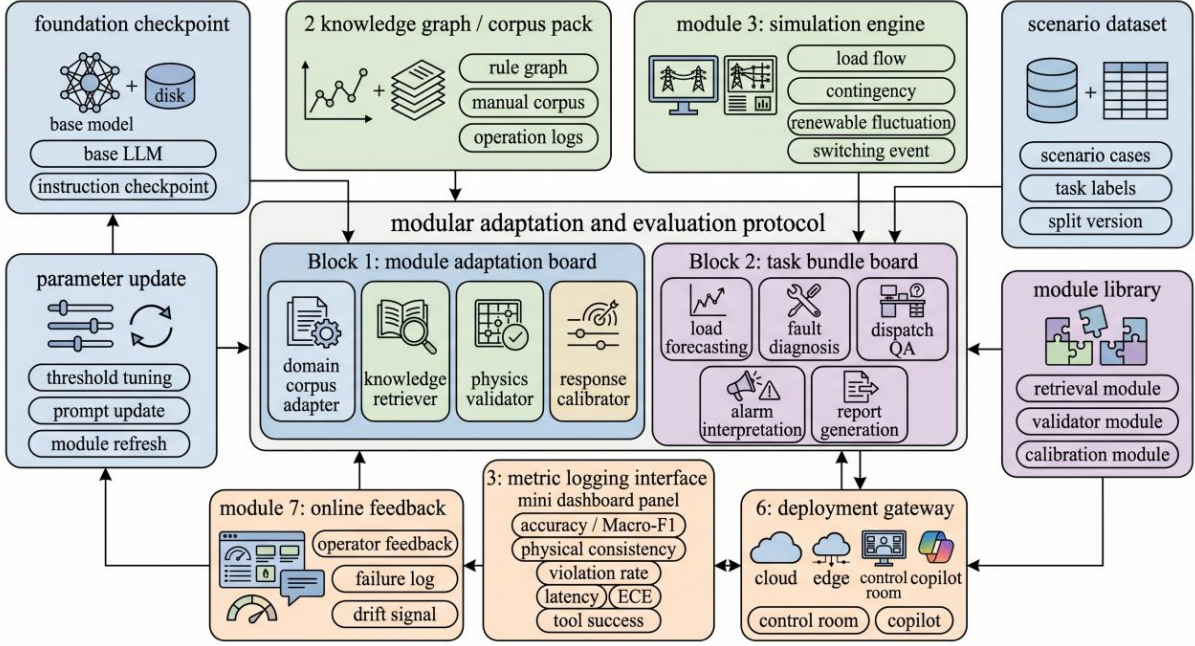 foundation checkpoint
disk
base model
base LLM
instruction checkpoint
2 knowledge graph / corpus pack
rule graph
manual corpus
operation logs
module 3: simulation engine
load flow
contingency
renewable fluctuation
switching event
scenario dataset
scenario cases
task labels
split version
modular adaptation and evaluation protocol
Block 1: module adaptation board
domain
corpus
adapter
knowledge
retriever
physics
validator
response
calibrator
Block 2: task bundle board
load
forecasting
fault
diagnosis
dispatch
QA
alarm
interpretation
report
generation
parameter update
threshold tuning
prompt update
module refresh
module library
retrieval module
validator module
calibration module
module 7: online feedback
operator feedback
failure log
drift signal
3: metric logging interface
mini dashboard panel
accuracy / Macro-F1
physical consistency
violation rate
latency
ECE
tool success
6: deployment gateway
cloud
edge
control
room
copilot
control room
copilot